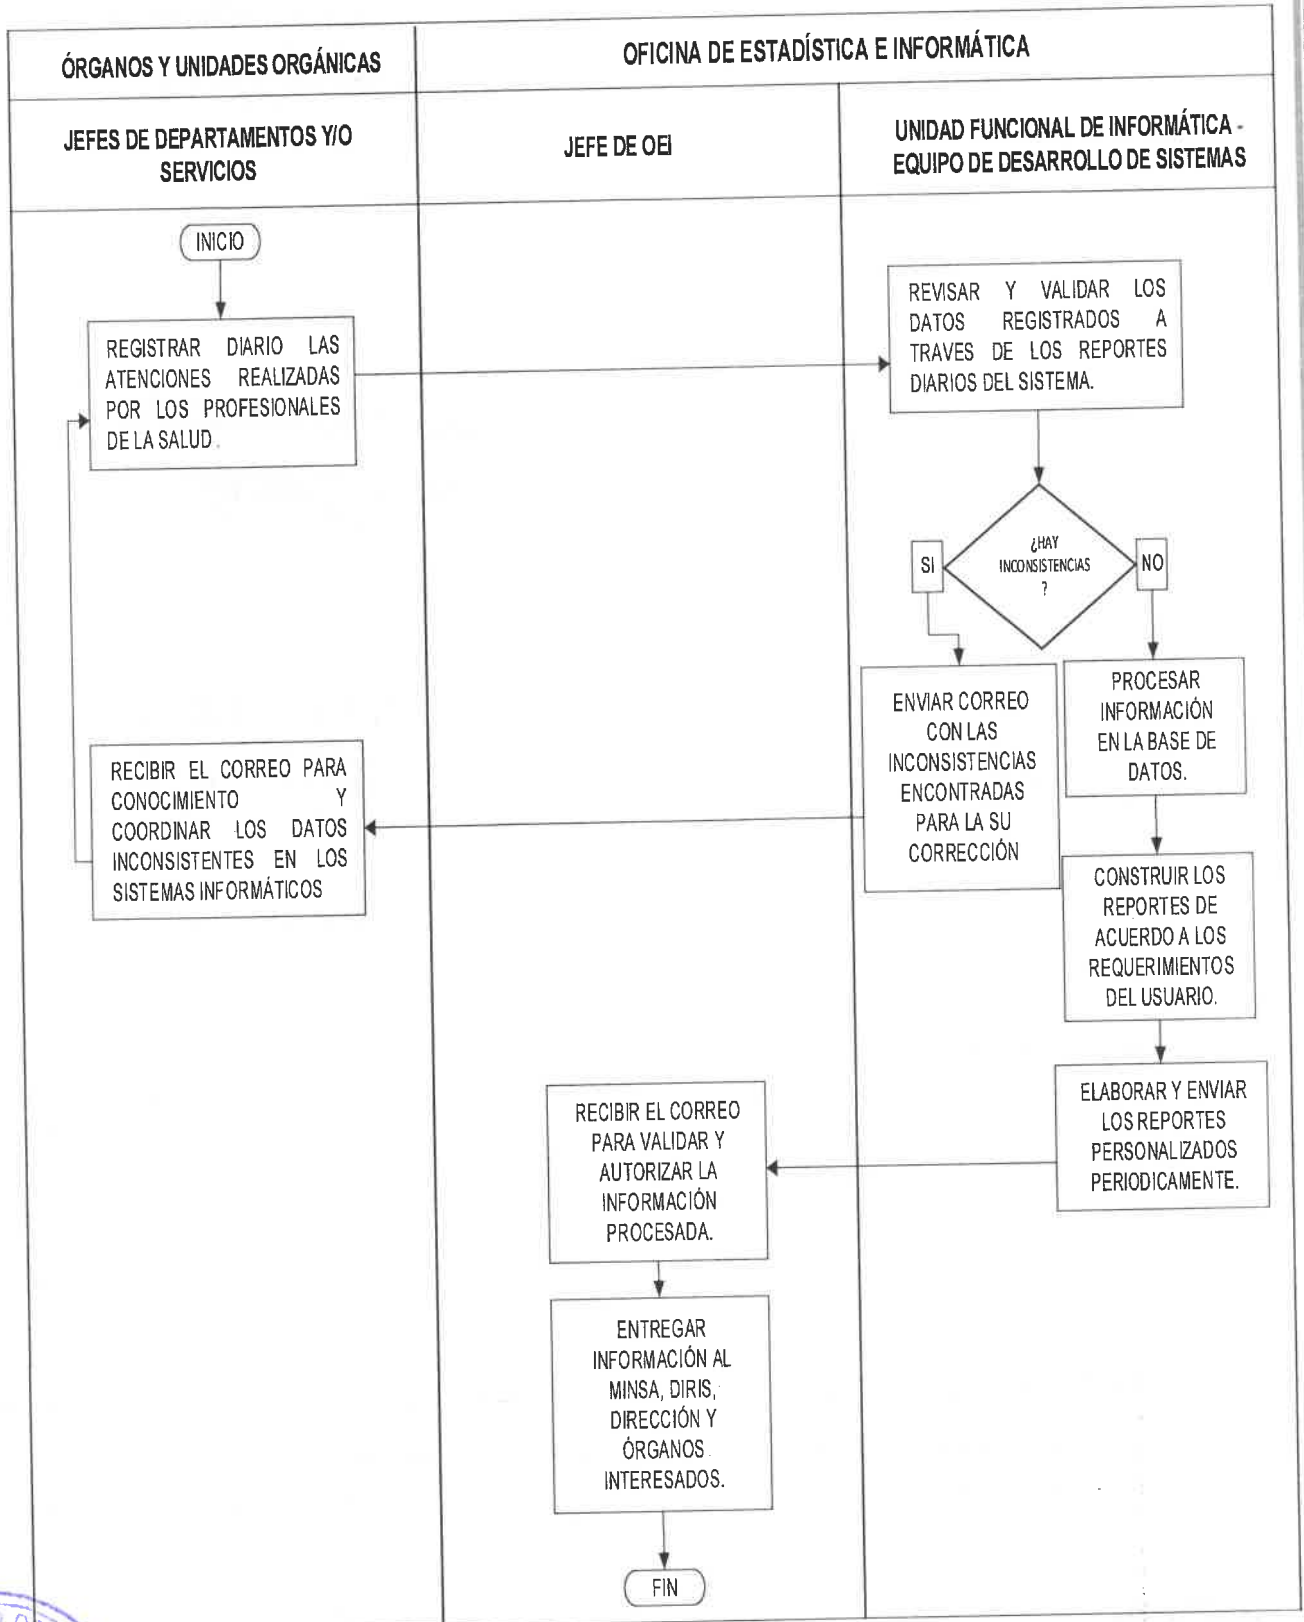 ÓRGANOS Y UNIDADES ORGÁNICAS
OFICINA DE ESTADÍSTICA E INFORMÁTICA
JEFES DE DEPARTAMENTOS Y/O
SERVICIOS
JEFE DE OEI
UNIDAD FUNCIONAL DE INFORMÁTICA -
EQUIPO DE DESARROLLO DE SISTEMAS
INICIO
REGISTRAR DIARIO LAS
ATENCIONES REALIZADAS
POR LOS PROFESIONALES
DE LA SALUD.
REVISAR Y VALIDAR LOS
DATOS REGISTRADOS A
TRAVES DE LOS REPORTES
DIARIOS DEL SISTEMA.
¿HAY
INCONSISTENCIAS
?
SI
NO
ENVIAR CORREO
CON LAS
INCONSISTENCIAS
ENCONTRADAS
PARA LA SU
CORRECCIÓN
PROCESAR
INFORMACIÓN
EN LA BASE DE
DATOS.
RECIBIR EL CORREO PARA
CONOCIMIENTO Y
COORDINAR LOS DATOS
INCONSISTENTES EN LOS
SISTEMAS INFORMÁTICOS
CONSTRUIR LOS
REPORTES DE
ACUERDO A LOS
REQUERIMIENTOS
DEL USUARIO.
ELABORAR Y ENVIAR
LOS REPORTES
PERSONALIZADOS
PERIODICAMENTE.
RECIBIR EL CORREO
PARA VALIDAR Y
AUTORIZAR LA
INFORMACIÓN
PROCESADA.
ENTREGAR
INFORMACIÓN AL
MINSA, DIRIS,
DIRECCIÓN Y
ÓRGANOS
INTERESADOS.
FIN